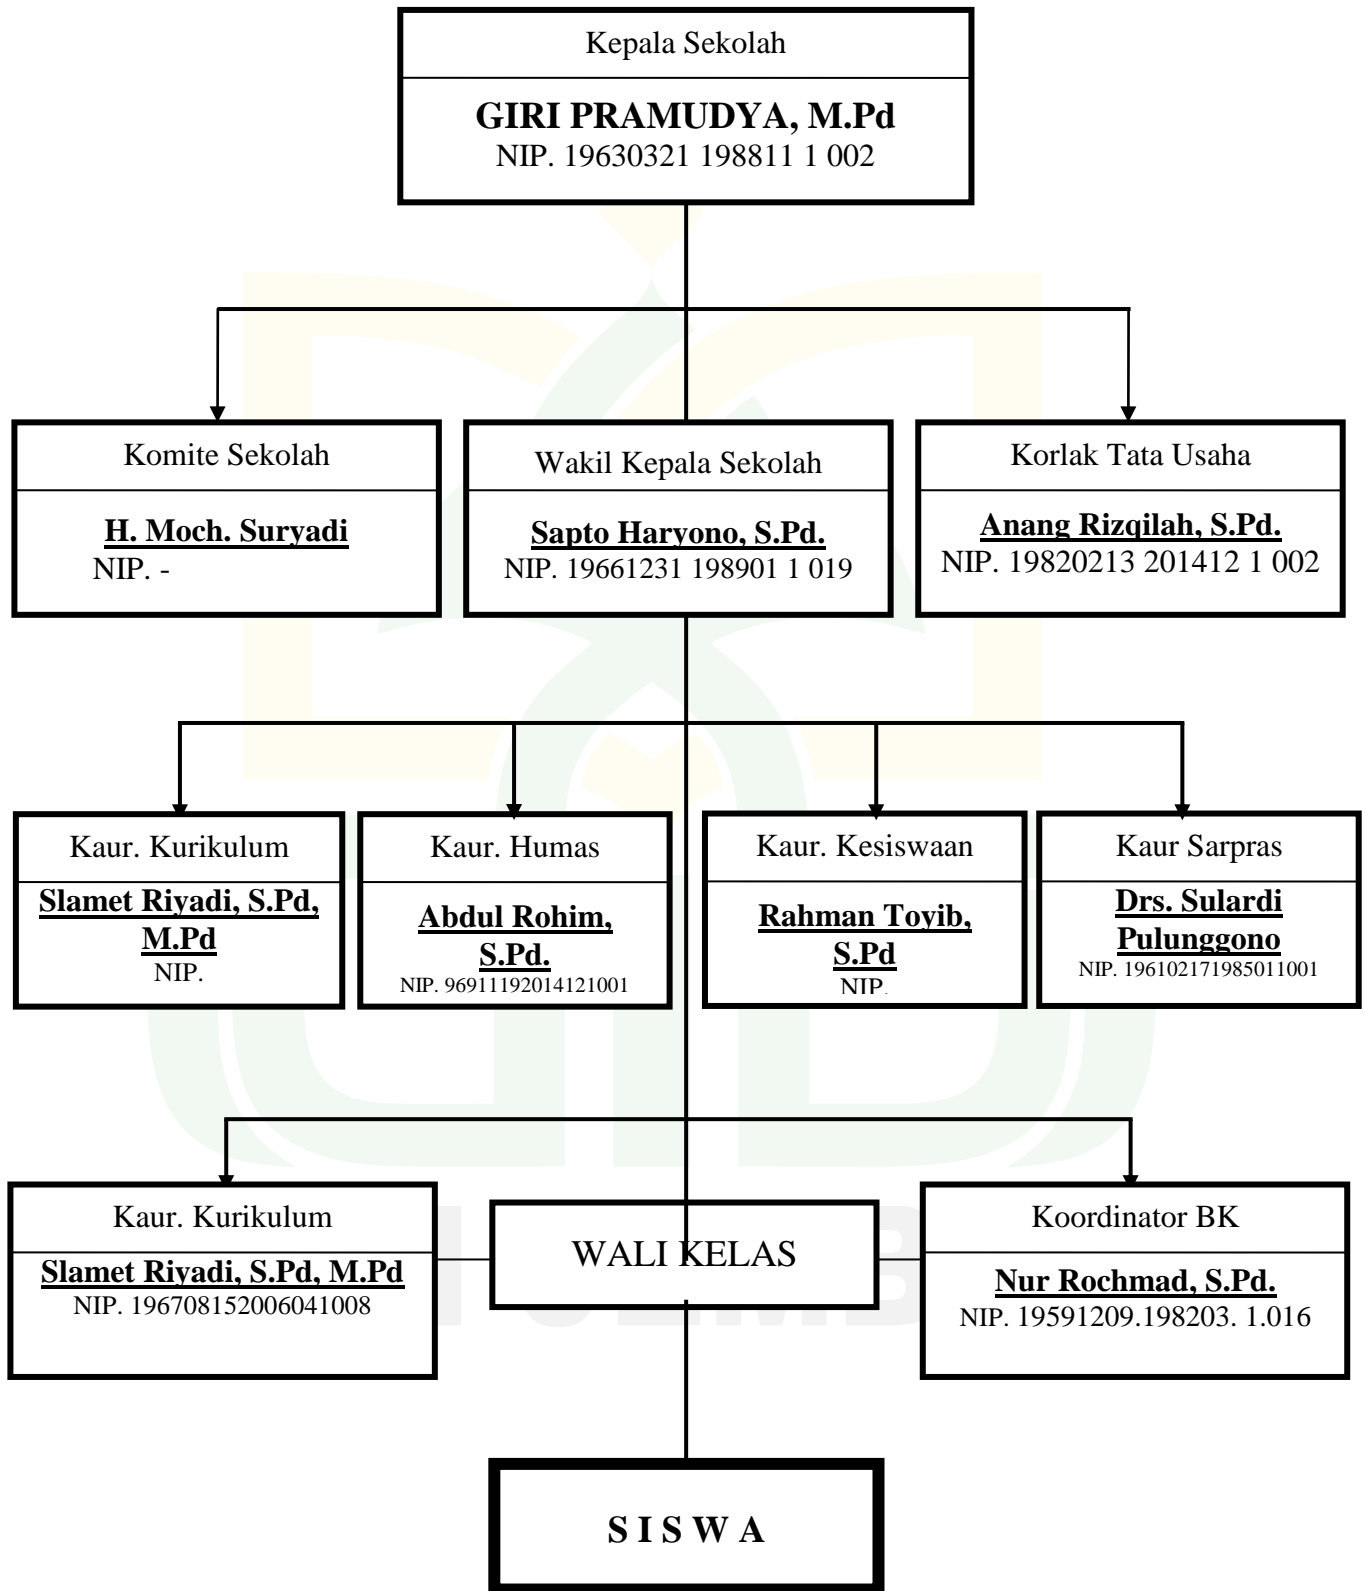 Kepala Sekolah
GIRI PRAMUDYA, M.Pd
NIP. 19630321 198811 1 002
Komite Sekolah
H. Moch. Suryadi
NIP. -
Wakil Kepala Sekolah
Sapto Haryono, S.Pd.
NIP. 19661231 198901 1 019
Korlak Tata Usaha
Anang Rizqilah, S.Pd.
NIP. 19820213 201412 1 002
Kaur. Kurikulum
Slamet Riyadi, S.Pd,
M.Pd
NIP.
Kaur. Humas
Abdul Rohim,
S.Pd.
NIP. 96911192014121001
Kaur. Kesiswaan
Rahman Toyib,
S.Pd
NIP.
Kaur Sarpras
Drs. Sulardi
Pulunggono
NIP. 196102171985011001
Kaur. Kurikulum
Slamet Riyadi, S.Pd, M.Pd
NIP. 196708152006041008
WALI KELAS
Koordinator BK
Nur Rochmad, S.Pd.
NIP. 19591209.198203. 1.016
S I S W A